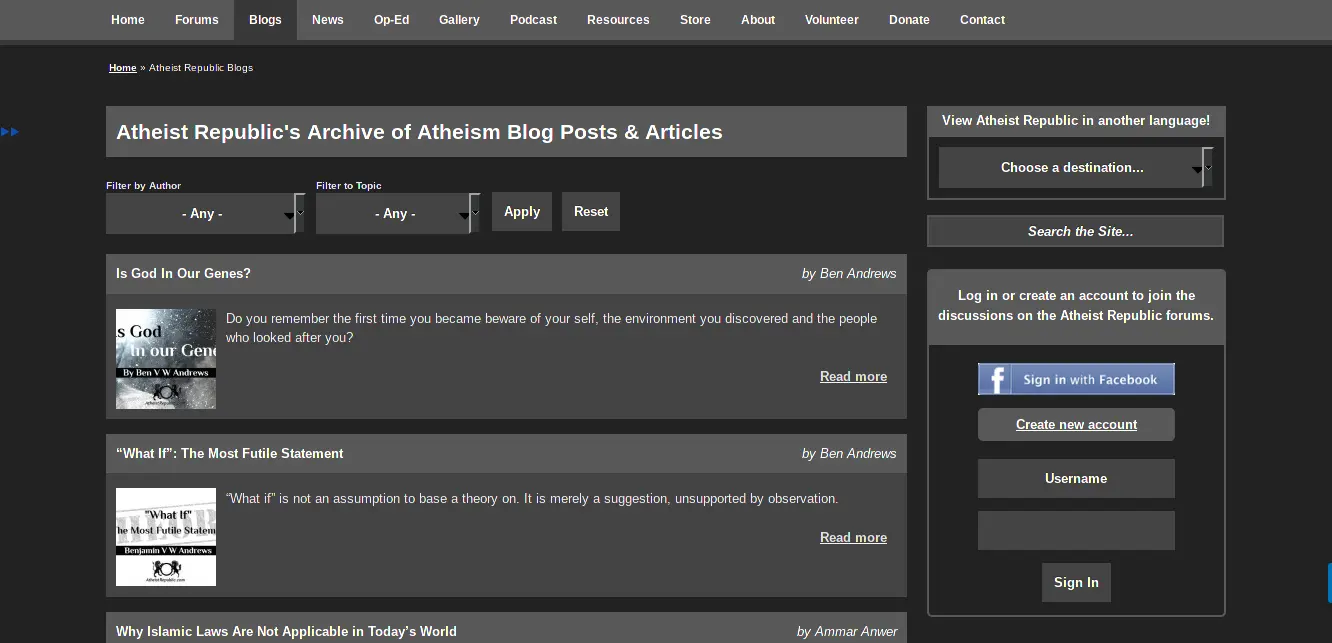 Home Forums Blogs News Op-Ed Gallery Podcast Resources Store About Volunteer Donate Contact
Home » Atheist Republic Blogs
Atheist Republic's Archive of Atheism Blog Posts & Articles
Filter by Author Filter to Topic
- Any - - Any - Apply Reset
Is God In Our Genes? by Ben Andrews
s God
in our Gene
By Ben V W Andrews
AtheistRepublic.com
Do you remember the first time you became beware of your self, the environment you discovered and the people
who looked after you?
Read more
“What If”: The Most Futile Statement by Ben Andrews
"What If"
he Most Futile Statem
Benjamin V W Andrews
AtheistRepublic.com
“What if” is not an assumption to base a theory on. It is merely a suggestion, unsupported by observation.
Read more
Why Islamic Laws Are Not Applicable in Today’s World by Ammar Anwer
View Atheist Republic in another language!
Choose a destination...
Search the Site...
Log in or create an account to join the
discussions on the Atheist Republic forums.
f Sign in with Facebook
Create new account
Username
Sign In